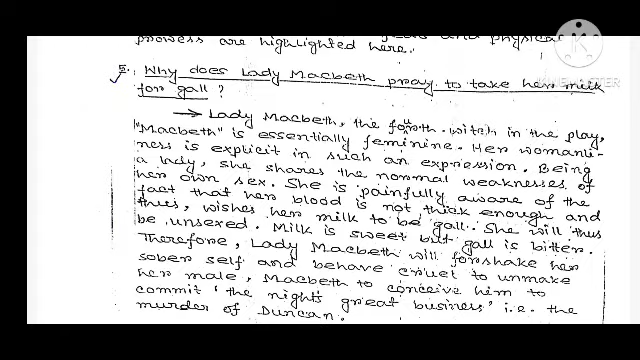 prowess are highlighted here.
5. Why does Lady Macbeth pray to take her milk
for gall?
→ Lady Macbeth, the fourth witch in the play,
"Macbeth" is essentially feminine. Her womanli-
ness is explicit in such an expression. Being
a lady, she shares the normal weaknesses of
her own sex. She is painfully aware of the
fact that her blood is not thick enough and
thus, wishes her milk to be gall. She will thus
be unsexed. Milk is sweet but gall is bitter.
Therefore, Lady Macbeth will forshake her
sober self and behave cruel to unmake
her male, Macbeth to conceive him to
commit 'the night's great business' i.e. the
murder of Duncan.
KINEMASTER